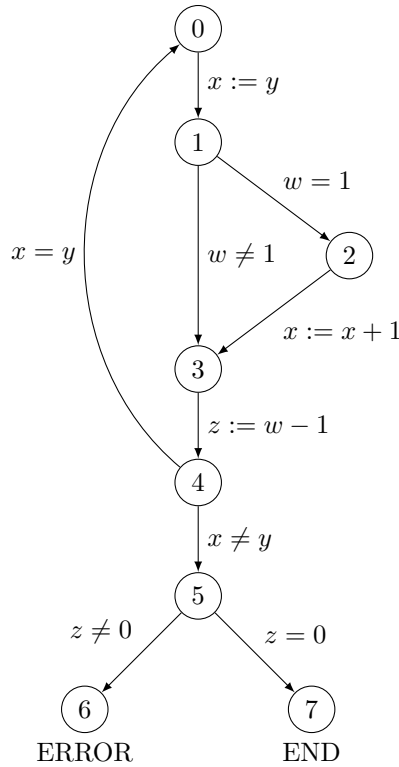 0
x := y
1
w = 1
x = y
w ≠ 1
2
x := x + 1
3
z := w − 1
4
x ≠ y
5
z ≠ 0
z = 0
6
7
ERROR
END